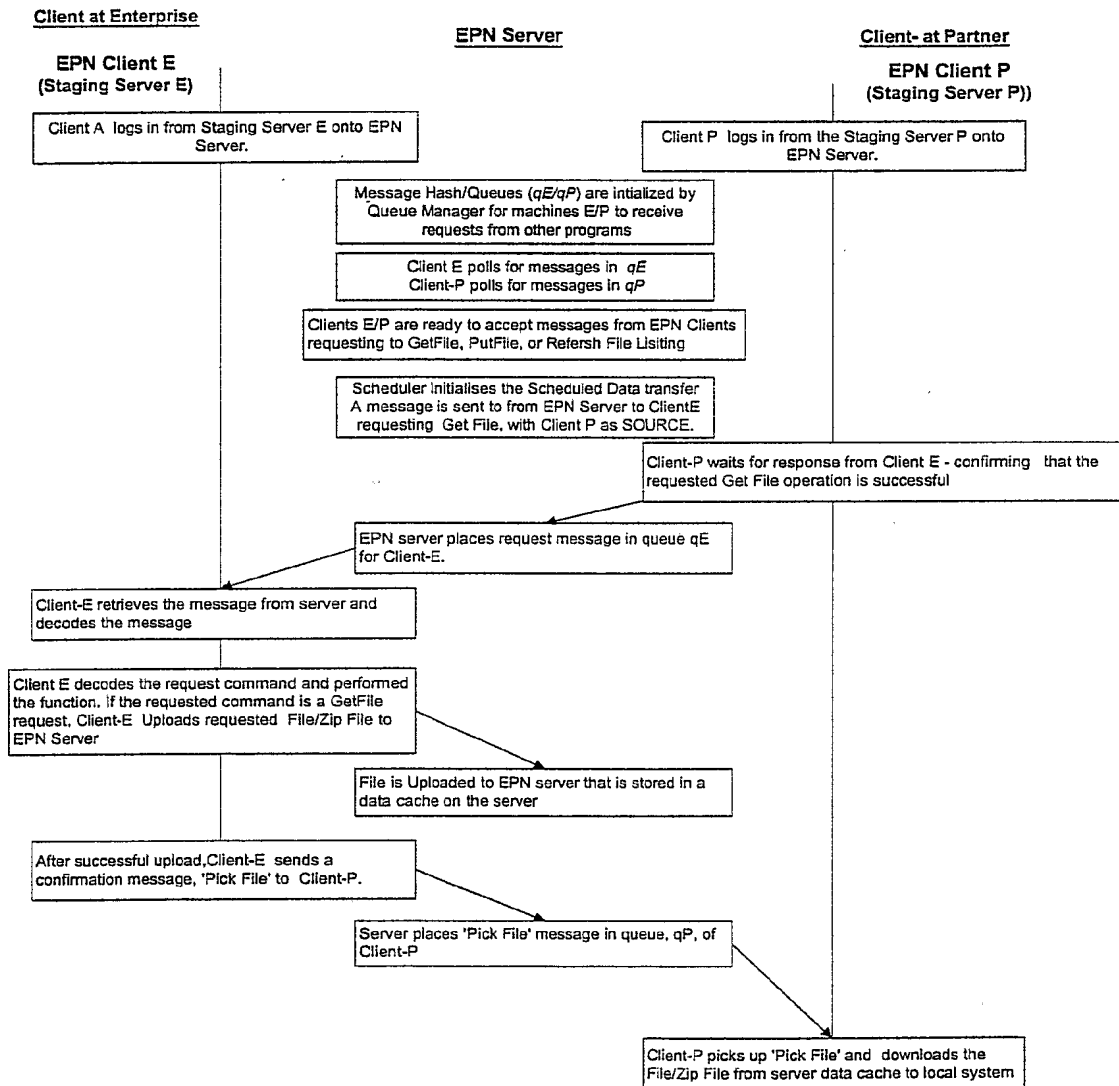 Client at Enterprise
EPN Server
Client- at Partner
EPN Client E
(Staging Server E)
EPN Client P
(Staging Server P))
Client A logs in from Staging Server E onto EPN
Server.
Client P logs in from the Staging Server P onto
EPN Server.
Message Hash/Queues (qE/qP) are intialized by
Queue Manager for machines E/P to receive
requests from other programs
Client E polls for messages in qE
Client-P polls for messages in qP
Clients E/P are ready to accept messages from EPN Clients
requesting to GetFile, PutFile, or Refersh File Lisiting
Scheduler Initialises the Scheduled Data transfer
A message is sent to from EPN Server to ClientE
requesting Get File, with Client P as SOURCE.
Client-P waits for response from Client E - confirming that the
requested Get File operation is successful
EPN server places request message in queue qE
for Client-E.
Client-E retrieves the message from server and
decodes the message
Client E decodes the request command and performed
the function. If the requested command is a GetFile
request, Client-E Uploads requested File/Zip File to
EPN Server
File is Uploaded to EPN server that is stored in a
data cache on the server
After successful upload,Client-E sends a
confirmation message, 'Pick File' to Client-P.
Server places 'Pick File' message in queue, qP, of
Client-P
Client-P picks up 'Pick File' and downloads the
File/Zip File from server data cache to local system